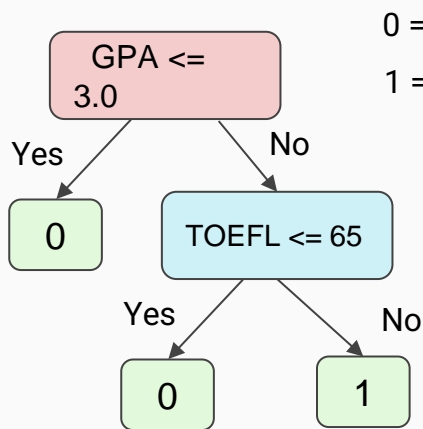 0 =
GPA <=
3.0
1 =
Yes
No
0
TOEFL <= 65
Yes
No
0
1